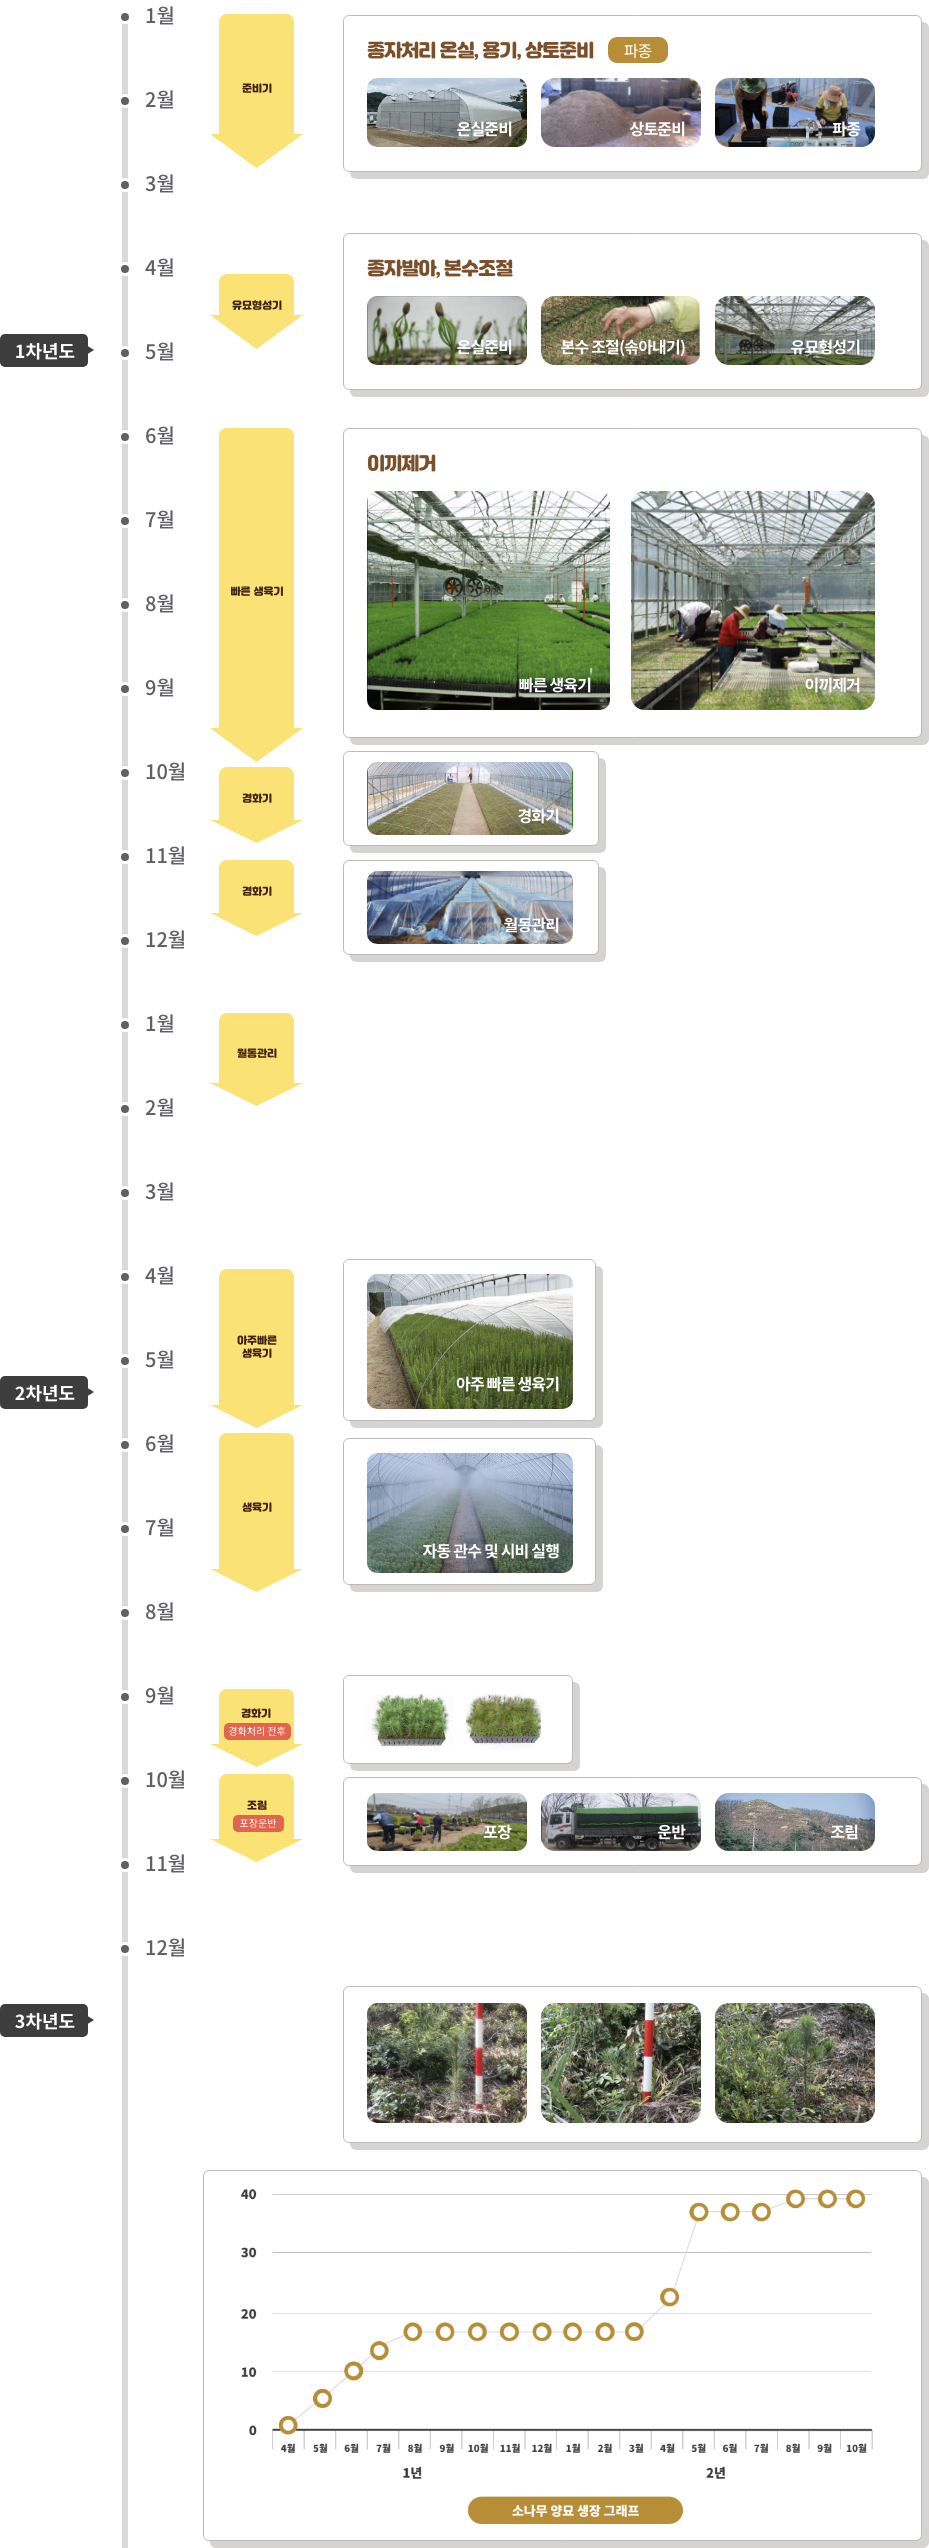 1차년도
1월
2월
3월
4월
5월
6월
7월
8월
9월
10월
11월
12월
준비기
종자처리 온실, 용기, 상토준비 파종
온실준비
상토준비
파종
유묘형성기
종자발아, 본수조절
온실준비
본수 조절(솎아내기)
유묘형성기
빠른 생육기
이끼제거
빠른 생육기
이끼제거
경화기
경화기
경화기
월동관리
2차년도
1월
2월
3월
4월
5월
6월
7월
8월
9월
10월
11월
12월
월동관리
아주빠른
생육기
아주 빠른 생육기
생육기
자동 관수 및 시비 실행
경화기
경화처리 전후
조림
포장운반
포장
운반
조림
3차년도
40
30
20
10
0
4월 5월 6월 7월 8월 9월 10월 11월 12월 1월 2월 3월 4월 5월 6월 7월 8월 9월 10월
1년 2년
소나무 양묘 생장 그래프